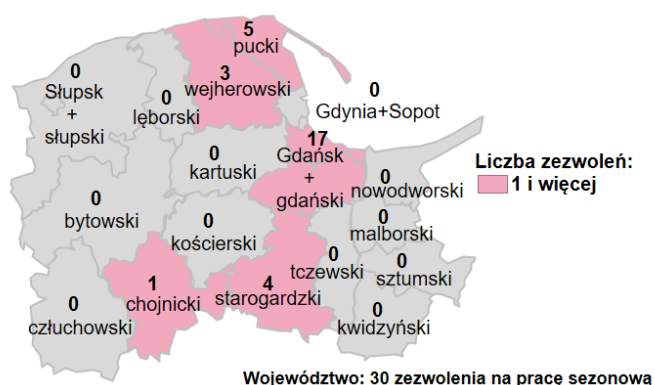 5
pucki
3
wejherowski
0
Słupsk
+
słupski
0
lęborski
0
Gdynia+Sopot
17
Gdańsk
+
gdański
0
kartuski
0
nowodworski
Liczba zezwoleń:
1 i więcej
0
bytowski
0
kościerski
0
malborski
0
tczewski
0
sztumski
1
chojnicki
4
starogardzki
0
człuchowski
0
kwidzyński
Województwo: 30 zezwolenia na pracę sezonową